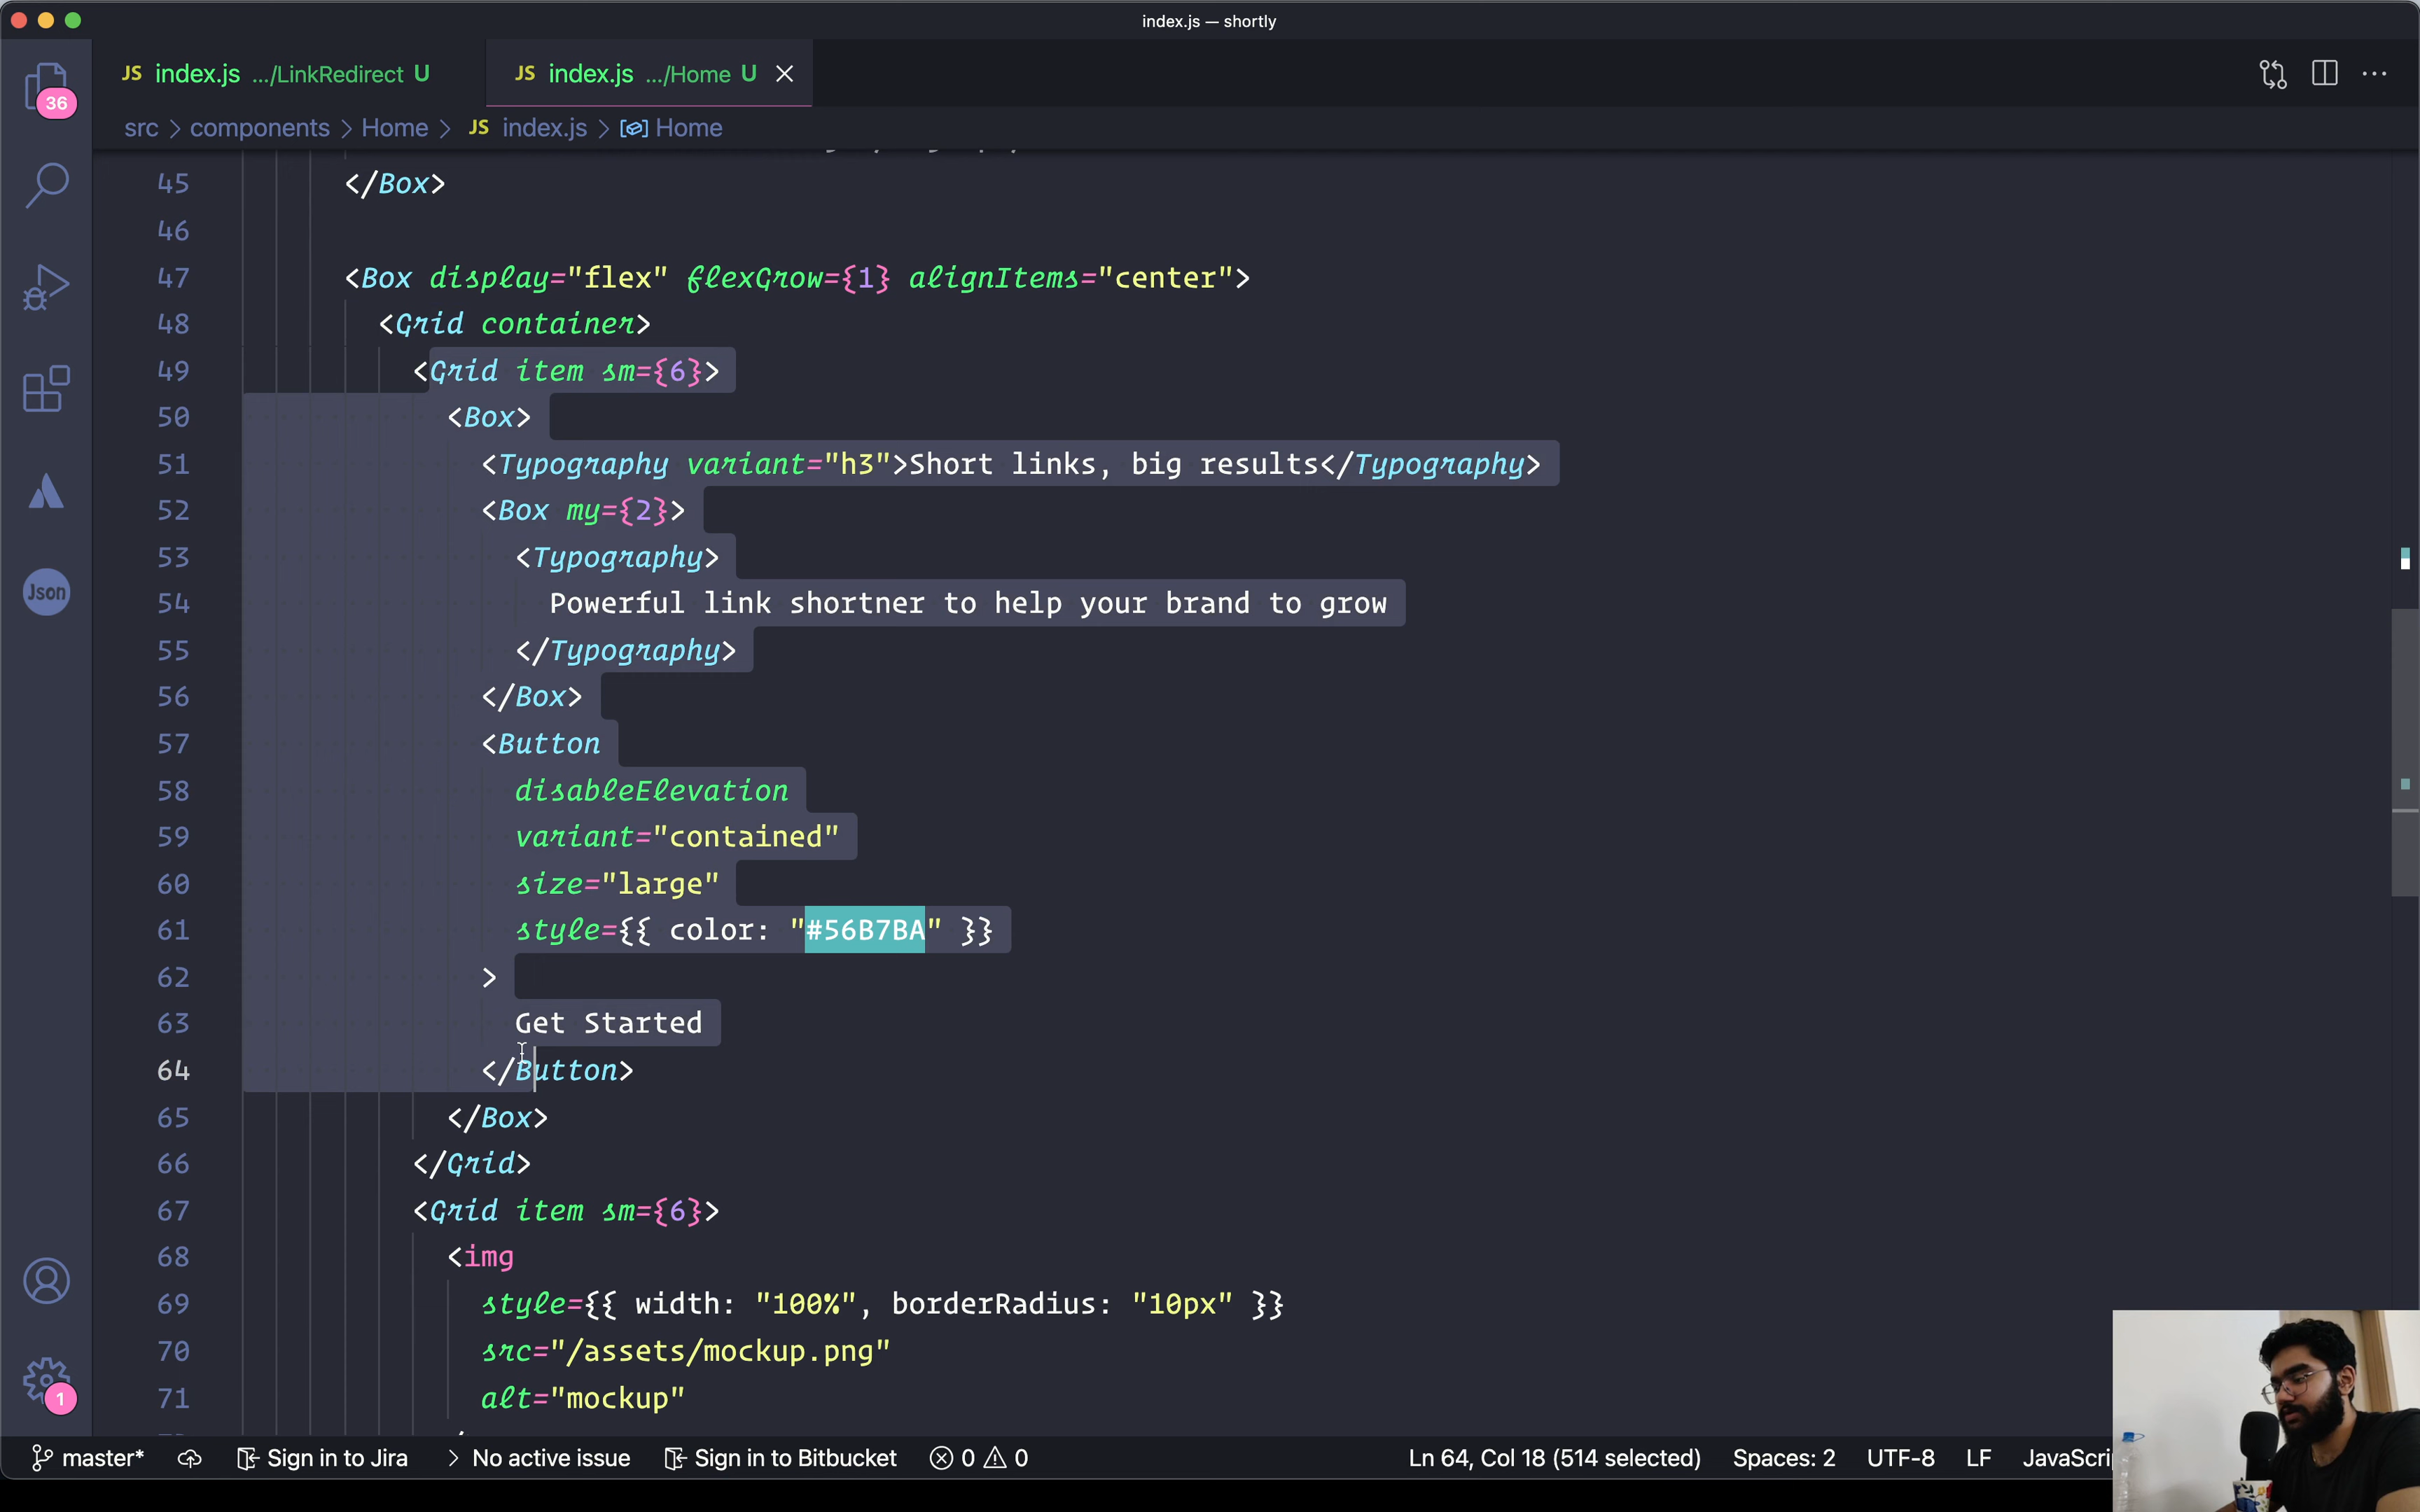 index.js — shortly
JS index.js .../LinkRedirect U
JS index.js .../Home U
36
src > components > Home > JS index.js > Home
45 </Box>
46
47 <Box display="flex" flexGrow={1} alignItems="center">
48 <Grid container>
49 <Grid item sm={6}>
50 <Box>
51 <Typography variant="h3">Short links, big results</Typography>
52 <Box my={2}>
53 <Typography>
54 Powerful link shortner to help your brand to grow
55 </Typography>
56 </Box>
57 <Button
58 disableElevation
59 variant="contained"
60 size="large"
61 style={{ color: "#56B7BA" }}
62 >
63 Get Started
64 </Button>
65 </Box>
66 </Grid>
67 <Grid item sm={6}>
68 <img
69 style={{ width: "100%", borderRadius: "10px" }}
70 src="/assets/mockup.png"
71 alt="mockup"
Json
1
master* Sign in to Jira > No active issue Sign in to Bitbucket 0 0 Ln 64, Col 18 (514 selected) Spaces: 2 UTF-8 LF JavaScri